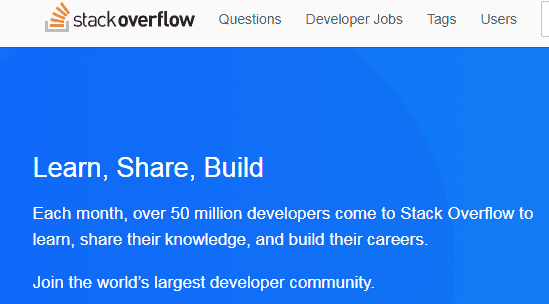 stackoverflow Questions Developer Jobs Tags Users
Learn, Share, Build
Each month, over 50 million developers come to Stack Overflow to
learn, share their knowledge, and build their careers.
Join the world’s largest developer community.